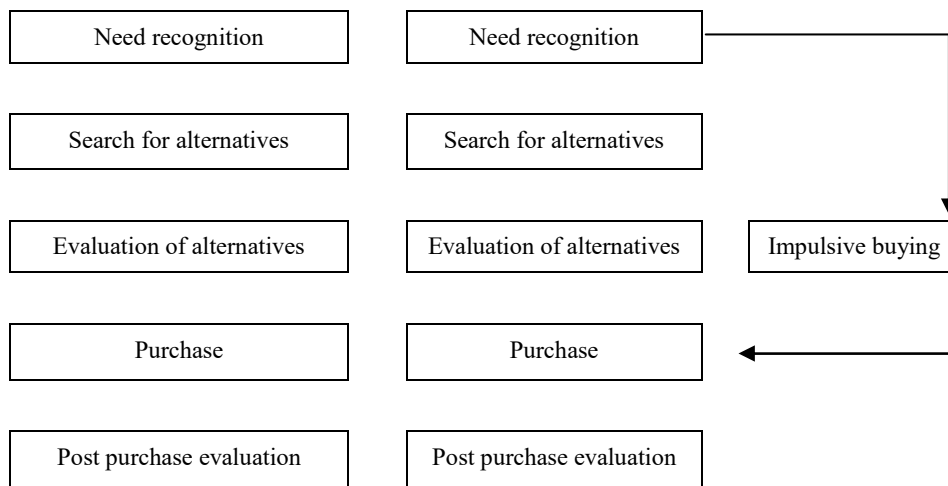 Need recognition
Need recognition
Search for alternatives
Search for alternatives
Evaluation of alternatives
Evaluation of alternatives
Impulsive buying
Purchase
Purchase
Post purchase evaluation
Post purchase evaluation